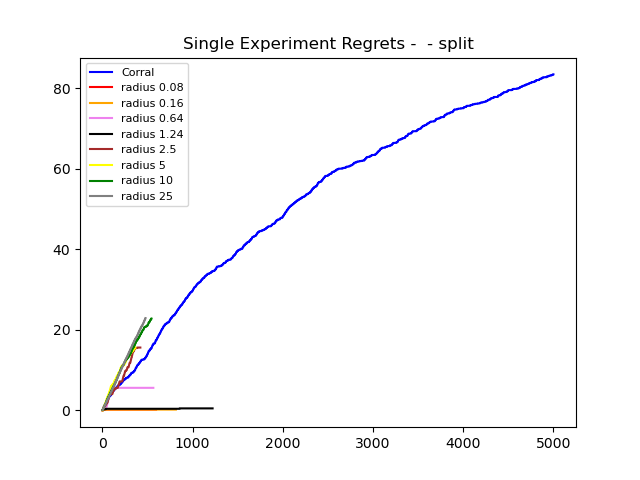 Single Experiment Regrets -  - split
Corral
radius 0.08
radius 0.16
radius 0.64
radius 1.24
radius 2.5
radius 5
radius 10
radius 25
80
60
40
20
0
0 1000 2000 3000 4000 5000